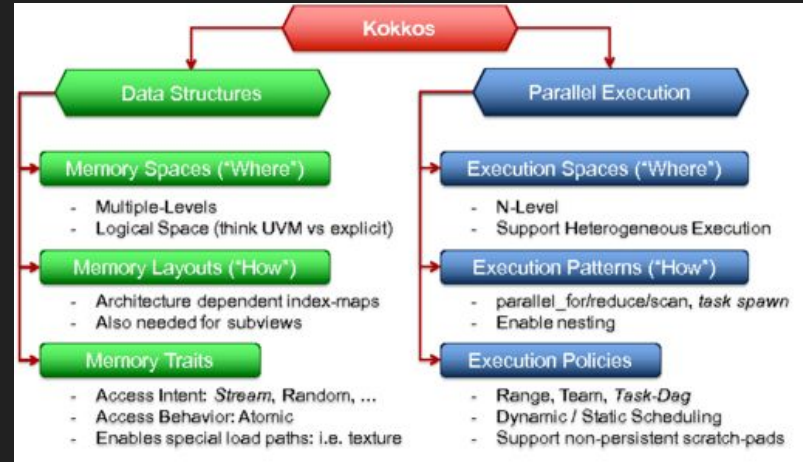 Kokkos
Data Structures
Parallel Execution
Memory Spaces ("Where")
- Multiple-Levels
- Logical Space (think UVM vs explicit)
Memory Layouts ("How")
- Architecture dependent index-maps
- Also needed for subviews
Memory Traits
- Access Intent: Stream, Random, ...
- Access Behavior: Atomic
- Enables special load paths: i.e. texture
Execution Spaces ("Where")
- N-Level
- Support Heterogeneous Execution
Execution Patterns ("How")
- parallel_for/reduce/scan, task spawn
- Enable nesting
Execution Policies
- Range, Team, Task-Dag
- Dynamic / Static Scheduling
- Support non-persistent scratch-pads